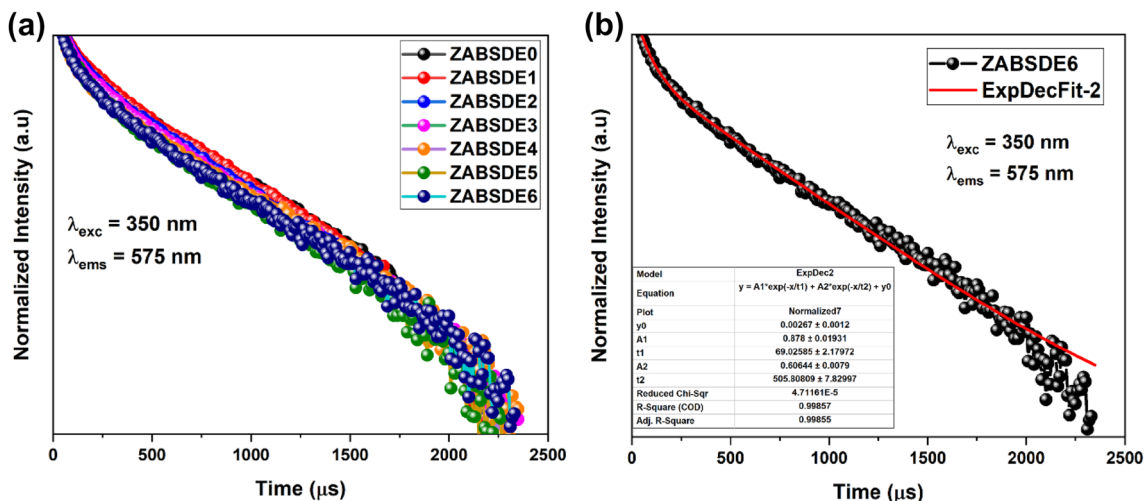 (a)
Normalized Intensity (a.u)
ZABSDE0
ZABSDE1
ZABSDE2
ZABSDE3
ZABSDE4
ZABSDE5
ZABSDE6
λexc = 350 nm
λems = 575 nm
0 500 1000 1500 2000 2500
Time (μs)
(b)
Normalized Intensity (a.u)
ZABSDE6
ExpDecFit-2
λexc = 350 nm
λems = 575 nm
Model ExpDec2
Equation y = A1*exp(-x/t1) + A2*exp(-x/t2) + y0
Plot Normalized7
y0 0.00267 ± 0.0012
A1 0.878 ± 0.01931
t1 69.02585 ± 2.17972
A2 0.60644 ± 0.0079
t2 505.80809 ± 7.82997
Reduced Chi-Sqr 4.71161E-5
R-Square (COD) 0.99857
Adj. R-Square 0.99855
0 500 1000 1500 2000 2500
Time (μs)